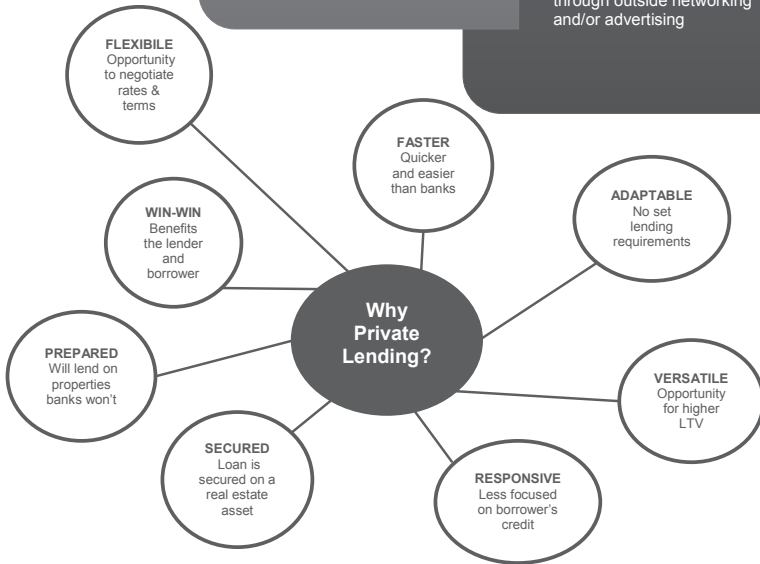 through outside networking
and/or advertising
FLEXIBILE
Opportunity
to negotiate
rates &
terms
FASTER
Quicker
and easier
than banks
ADAPTABLE
No set
lending
requirements
WIN-WIN
Benefits
the lender
and
borrower
Why
Private
Lending?
PREPARED
Will lend on
properties
banks won't
VERSATILE
Opportunity
for higher
LTV
SECURED
Loan is
secured on a
real estate
asset
RESPONSIVE
Less focused
on borrower's
credit